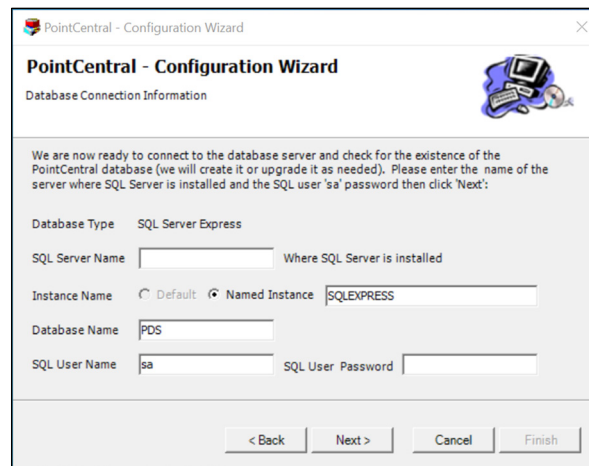 PointCentral - Configuration Wizard
PointCentral - Configuration Wizard
Database Connection Information
We are now ready to connect to the database server and check for the existence of the
PointCentral database (we will create it or upgrade it as needed). Please enter the name of the
server where SQL Server is installed and the SQL user 'sa' password then click 'Next':
Database Type SQL Server Express
SQL Server Name Where SQL Server is installed
Instance Name Default Named Instance SQLEXPRESS
Database Name PDS
SQL User Name sa SQL User Password
< Back Next > Cancel Finish